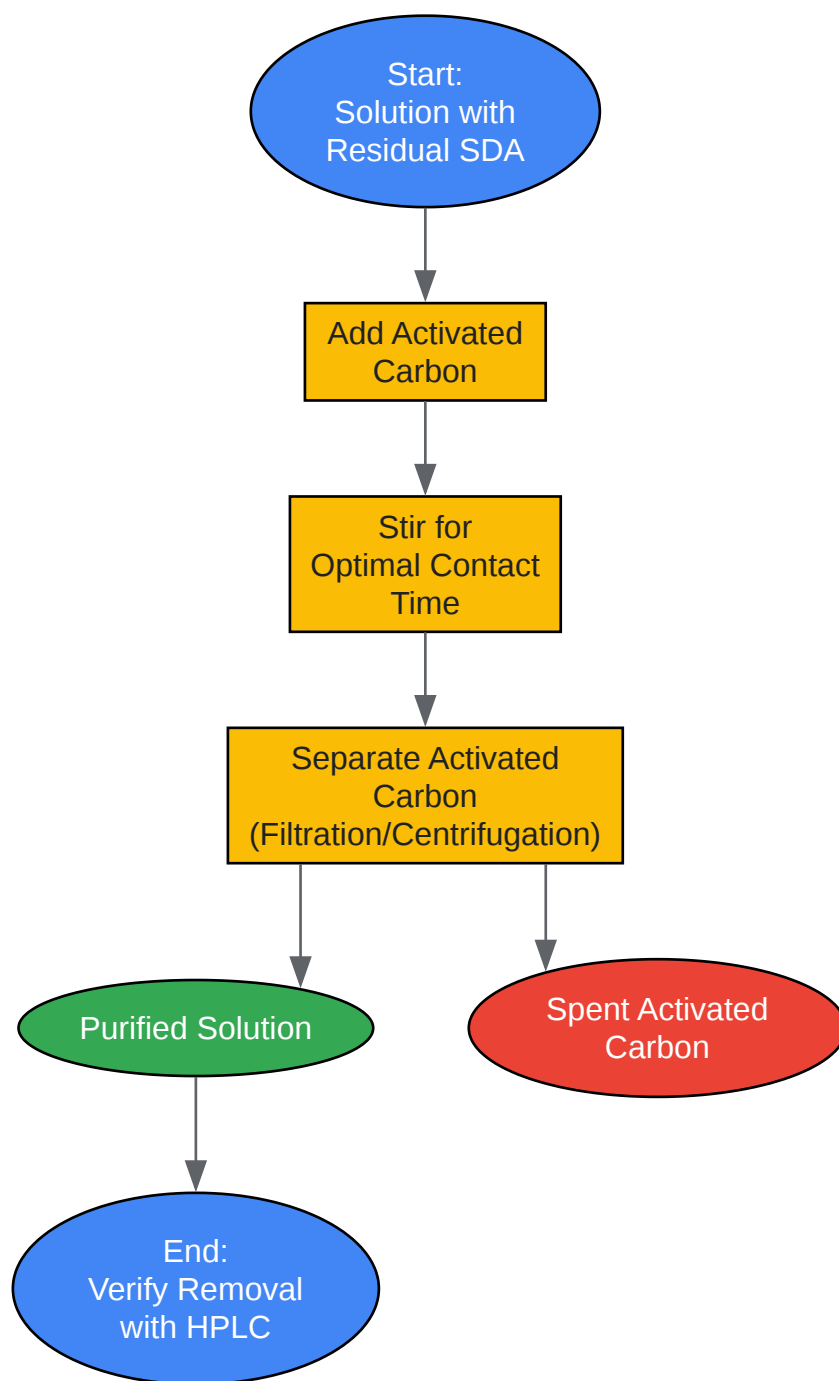 Start:
Solution with
Residual SDA
Add Activated
Carbon
Stir for
Optimal Contact
Time
Separate Activated
Carbon
(Filtration/Centrifugation)
Purified Solution
Spent Activated
Carbon
End:
Verify Removal
with HPLC